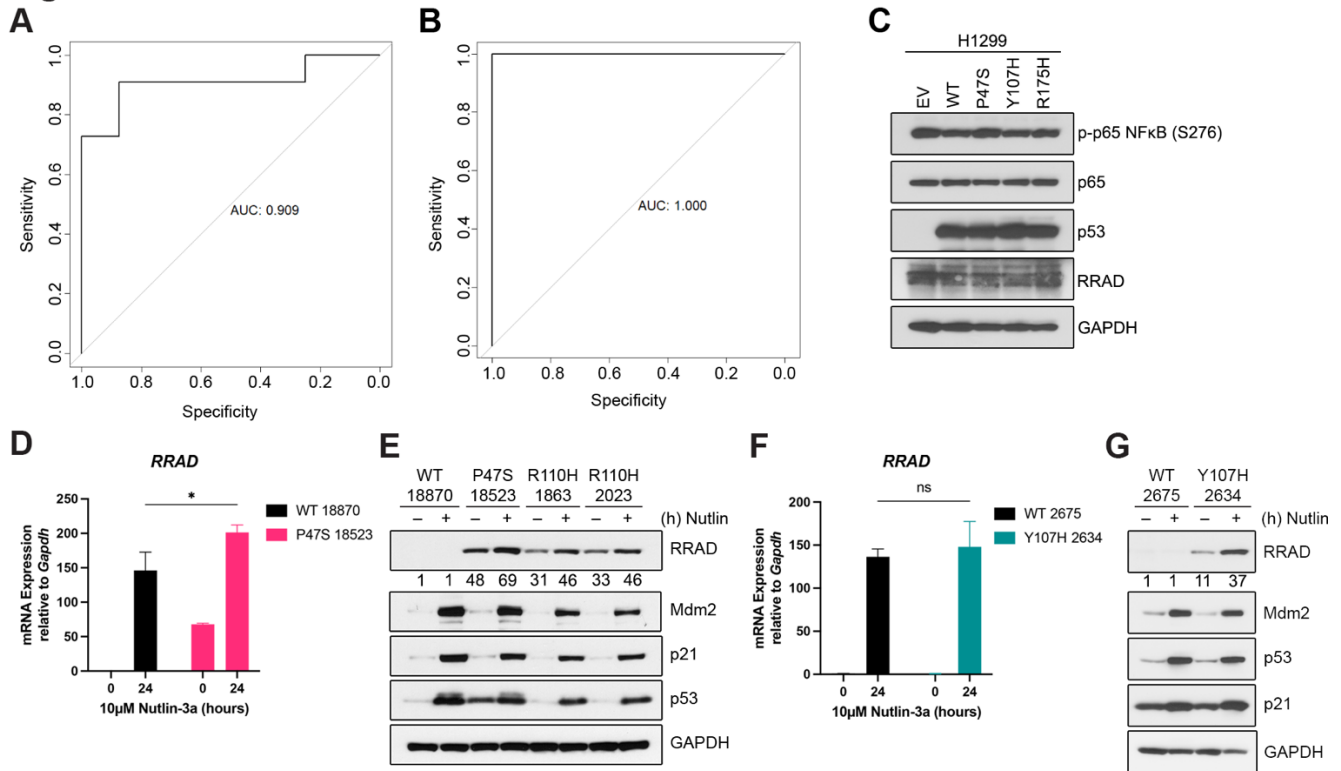 A
1.0
0.8
0.6
0.4
0.2
0.0
Sensitivity
AUC: 0.909
1.0 0.8 0.6 0.4 0.2 0.0
Specificity
B
1.0
0.8
0.6
0.4
0.2
0.0
Sensitivity
AUC: 1.000
1.0 0.8 0.6 0.4 0.2 0.0
Specificity
C
H1299
EV WT P47S Y107H R175H
p-p65 NFκB (S276)
p65
p53
RRAD
GAPDH
D
RRAD
mRNA Expression
relative to Gapdh
250
200
150
100
50
0
*
WT 18870
P47S 18523
0 24 0 24
10µM Nutlin-3a (hours)
E
WT P47S R110H R110H
18870 18523 1863 2023
– + – + – + – + (h) Nutlin
RRAD
1 1 48 69 31 46 33 46
Mdm2
p21
p53
GAPDH
F
RRAD
mRNA Expression
relative to Gapdh
200
150
100
50
0
ns
WT 2675
Y107H 2634
0 24 0 24
10µM Nutlin-3a (hours)
G
WT Y107H
2675 2634
– + – + (h) Nutlin
RRAD
1 1 11 37
Mdm2
p53
p21
GAPDH